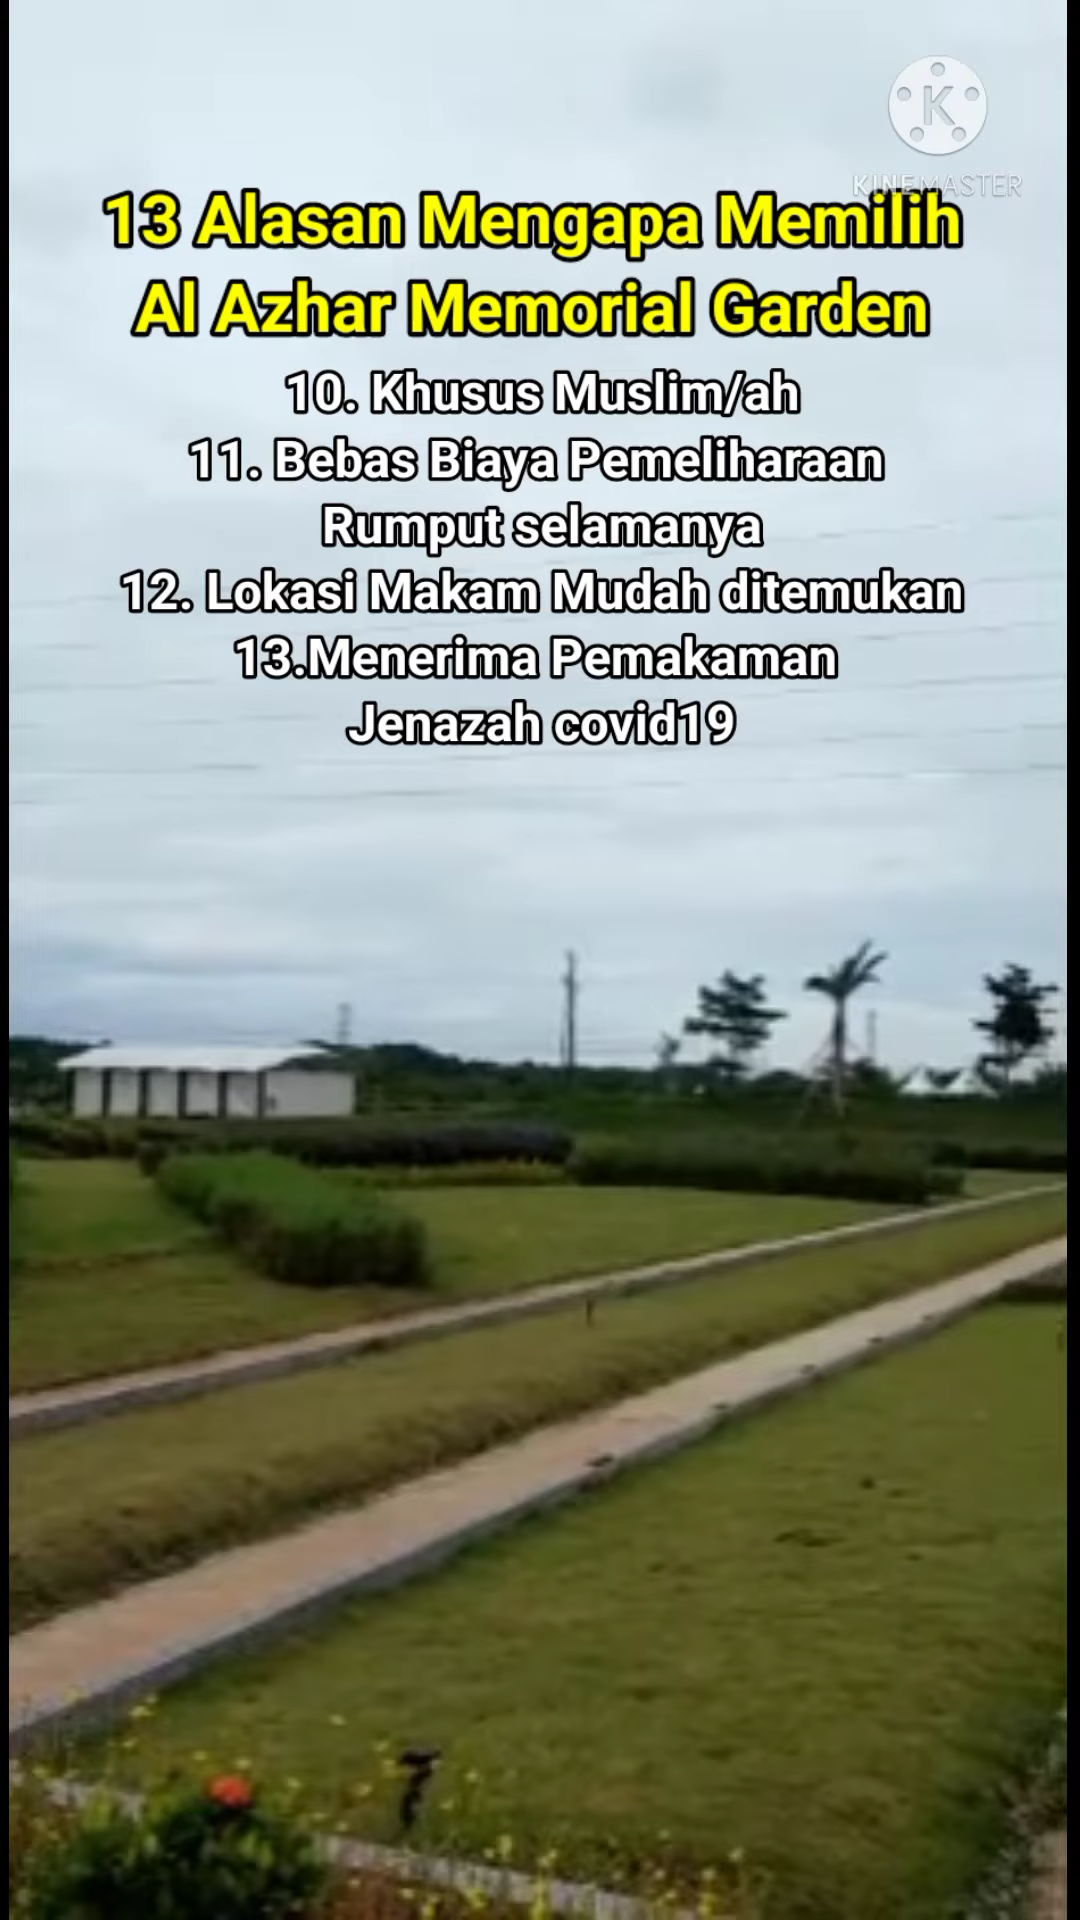 K
KINEMASTER
13 Alasan Mengapa Memilih
Al Azhar Memorial Garden
10. Khusus Muslim/ah
11. Bebas Biaya Pemeliharaan
Rumput selamanya
12. Lokasi Makam Mudah ditemukan
13.Menerima Pemakaman
Jenazah covid19